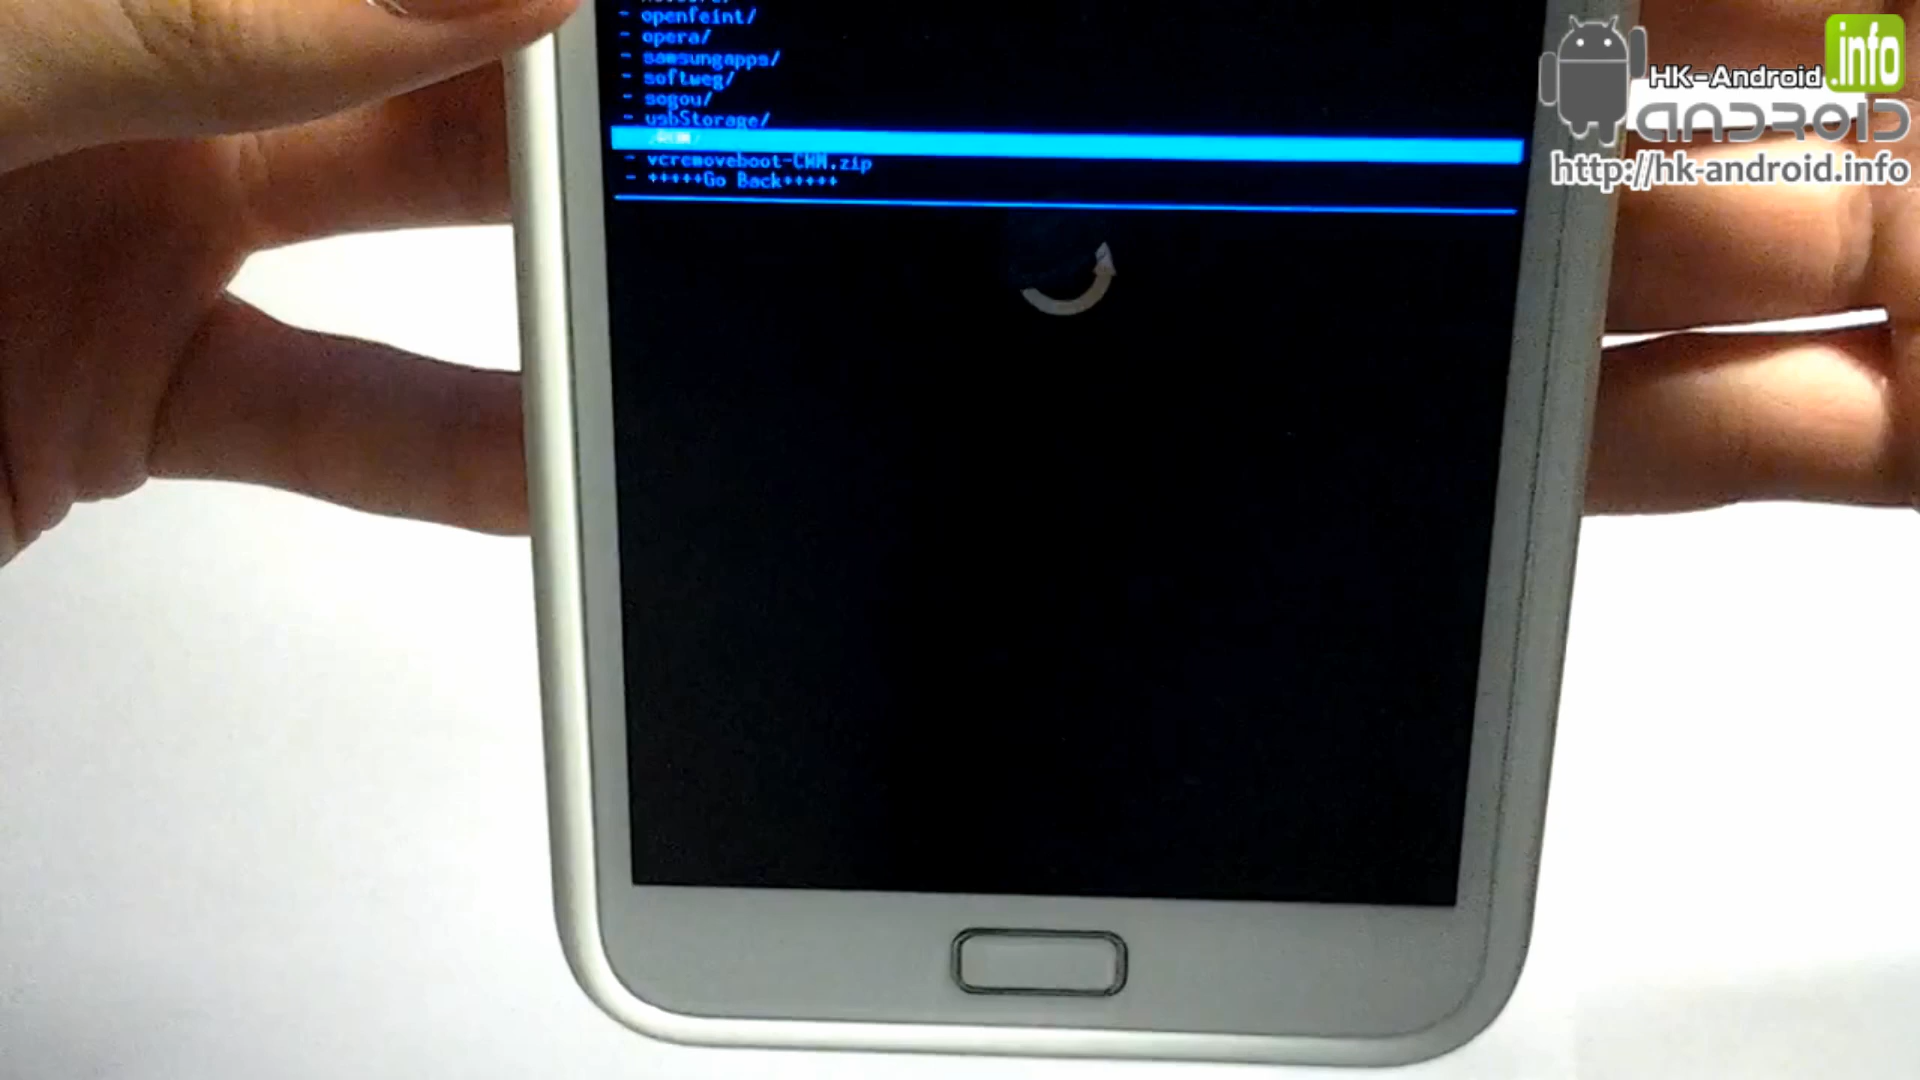 - openfeint/
- opera/
- samsungapps/
- softweg/
- sogou/
- usbStorage/
- vcremoveboot-CWM.zip
- +++++Go Back+++++
HK-Android.info
ANDROID
http://hk-android.info